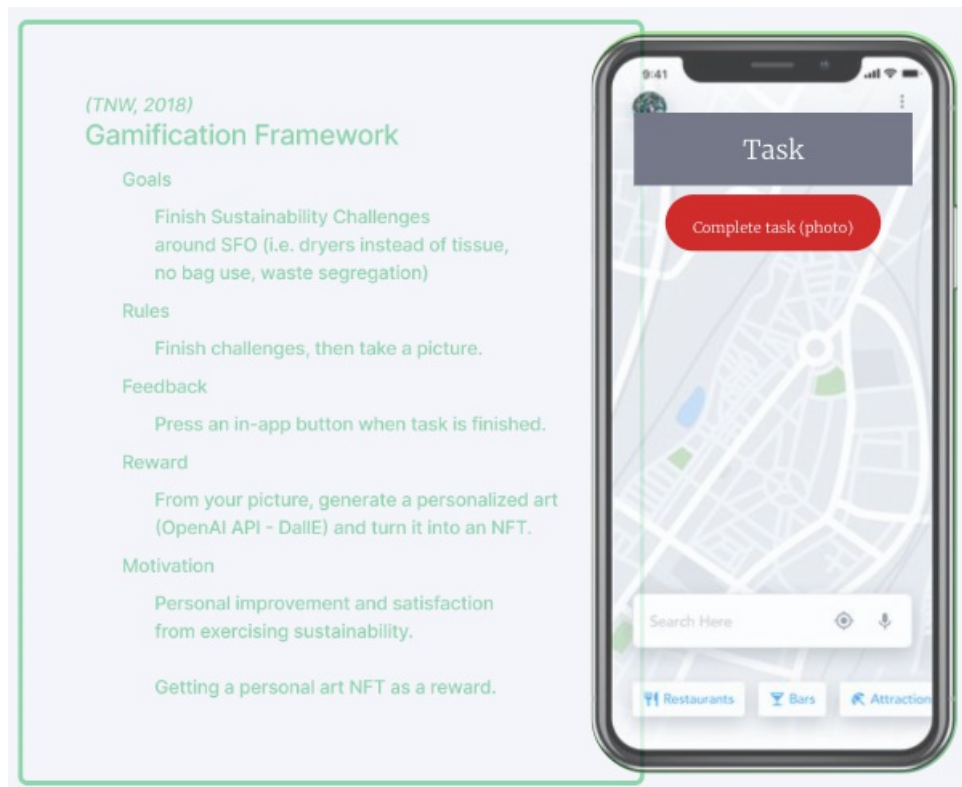 (TNW, 2018)
Gamification Framework
Goals
Finish Sustainability Challenges
around SFO (i.e. dryers instead of tissue,
no bag use, waste segregation)
Rules
Finish challenges, then take a picture.
Feedback
Press an in-app button when task is finished.
Reward
From your picture, generate a personalized art
(OpenAI API - DallE) and turn it into an NFT.
Motivation
Personal improvement and satisfaction
from exercising sustainability.
Getting a personal art NFT as a reward.
9:41
Task
Complete task (photo)
Search Here
Restaurants
Bars
Attraction